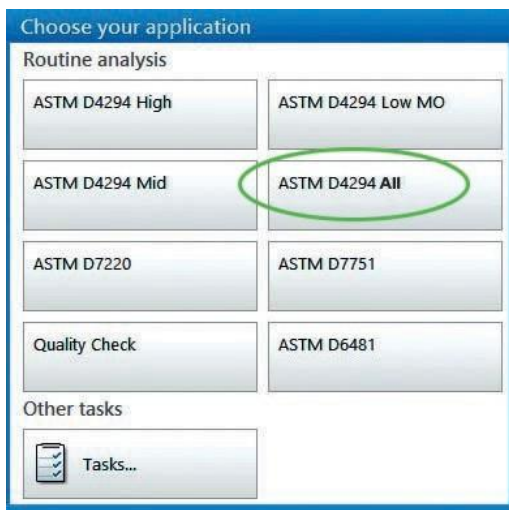 Choose your application
Routine analysis
ASTM D4294 High
ASTM D4294 Low MO
ASTM D4294 Mid
ASTM D4294 All
ASTM D7220
ASTM D7751
Quality Check
ASTM D6481
Other tasks
Tasks...